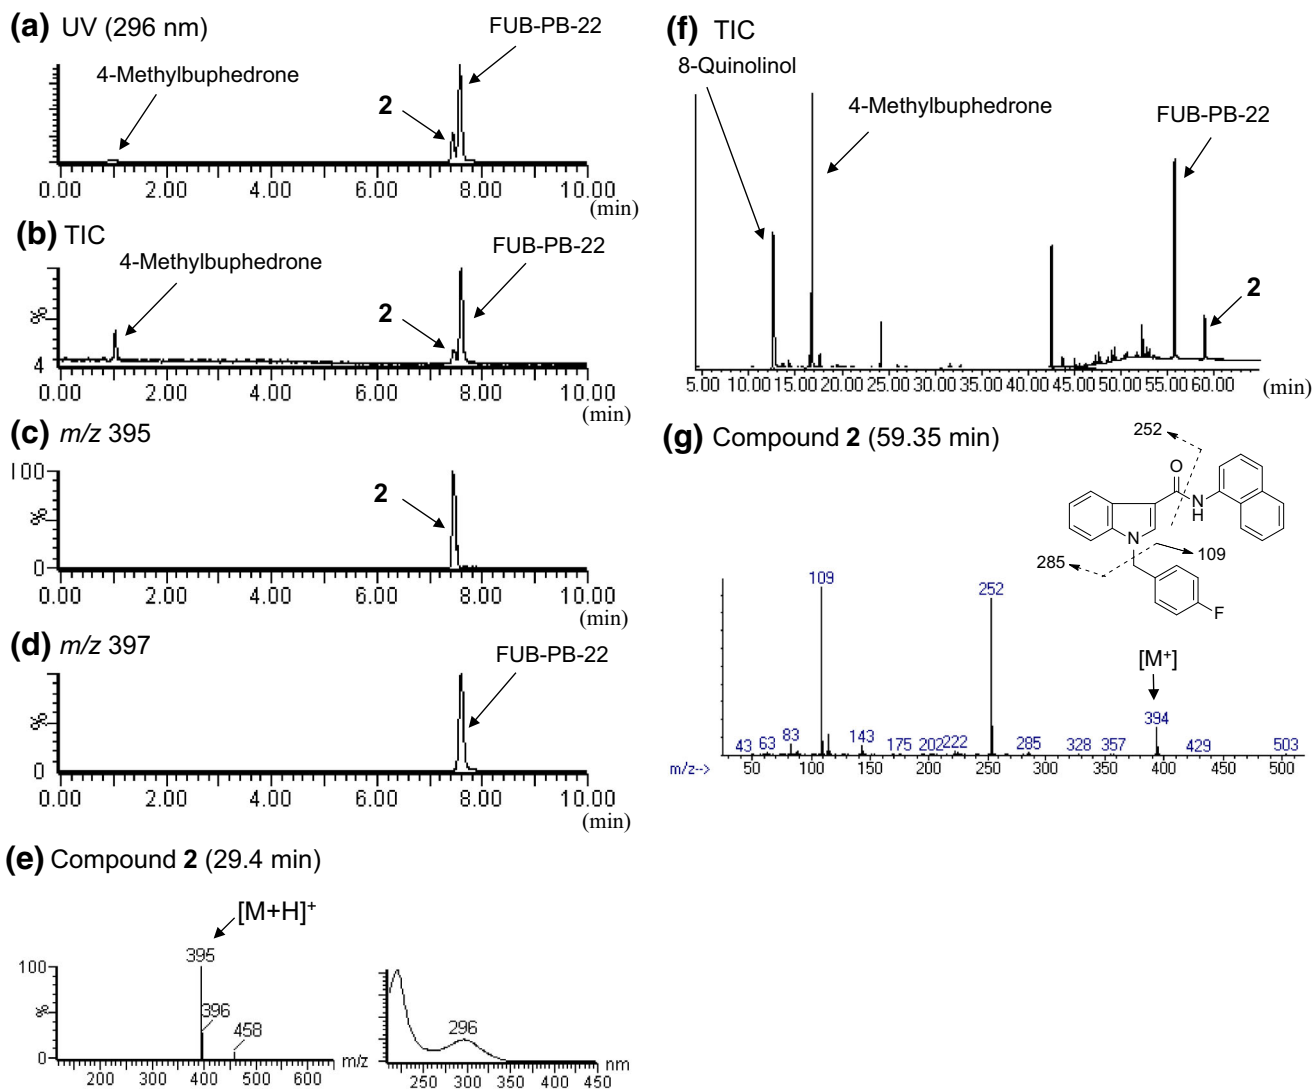 (a) UV (296 nm)
FUB-PB-22
4-Methylbuphedrone
2
0.00 2.00 4.00 6.00 8.00 10.00
(min)
(b) TIC
FUB-PB-22
4-Methylbuphedrone
2
%
4
0.00 2.00 4.00 6.00 8.00 10.00
(min)
(c) m/z 395
100
2
%
0
0.00 2.00 4.00 6.00 8.00 10.00
(min)
(d) m/z 397
FUB-PB-22
%
0
0.00 2.00 4.00 6.00 8.00 10.00
(min)
(e) Compound 2 (29.4 min)
[M+H]+
395
100
396
%
458
0
m/z
200 300 400 500 600
296
nm
250 300 350 400 450
(f) TIC
8-Quinolinol
4-Methylbuphedrone
FUB-PB-22
2
5.00 10.00 15.00 20.00 25.00 30.00 35.00 40.00 45.00 50.00 55.00 60.00
(min)
(g) Compound 2 (59.35 min)
252
O
N
H
N
285
109
F
109
252
[M+]
394
43 63 83 143 175 202 222 285 328 357 429 503
m/z-->
50 100 150 200 250 300 350 400 450 500